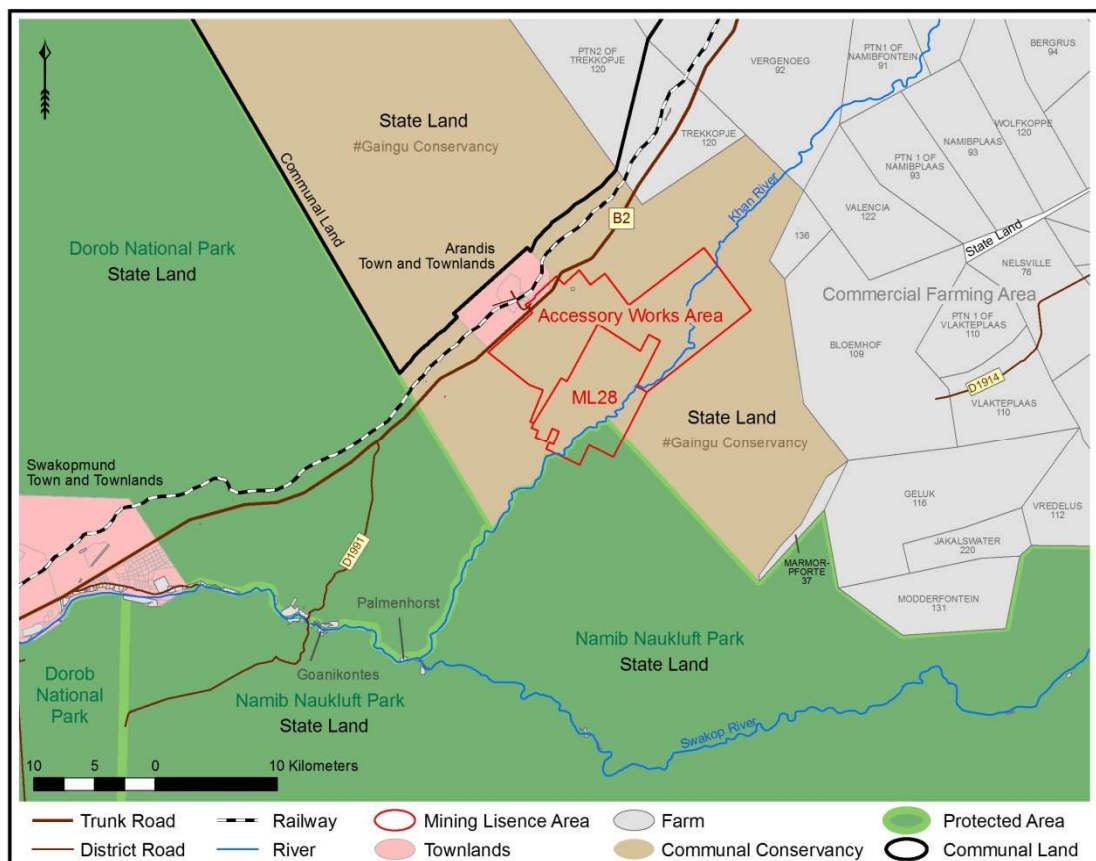 PTN2 OF
TREKKOPJE
120
VERGENOEG
92
PTN1 OF
NAMIBFONTEIN
91
BERGRUS
94
State Land
#Gaingu Conservancy
TREKKOPJE
120
WOLFKOPPE
120
NAMIBPLAAS
93
PTN 1 OF
NAMIBPLAAS
93
Communal Land
Khan River
B2
VALENCIA
122
136
State Land
Dorob National Park
State Land
Arandis
Town and Townlands
NELSVILLE
76
Commercial Farming Area
Accessory Works Area
PTN 1 OF
VLAKTEPLAAS
110
BLOEMHOF
109
D1914
ML28
VLAKTEPLAAS
110
State Land
#Gaingu Conservancy
Swakopmund
Town and Townlands
GELUK
116
VREDELUS
112
D1991
JAKALSWATER
220
MARMOR-
PFORTE
37
MODDERFONTEIN
131
Palmenhorst
Namib Naukluft Park
State Land
Goanikontes
Dorob
National
Park
Namib Naukluft Park
State Land
Swakop River
10 5 0 10 Kilometers
Trunk Road
Railway
Mining Lisence Area
Farm
Protected Area
District Road
River
Townlands
Communal Conservancy
Communal Land